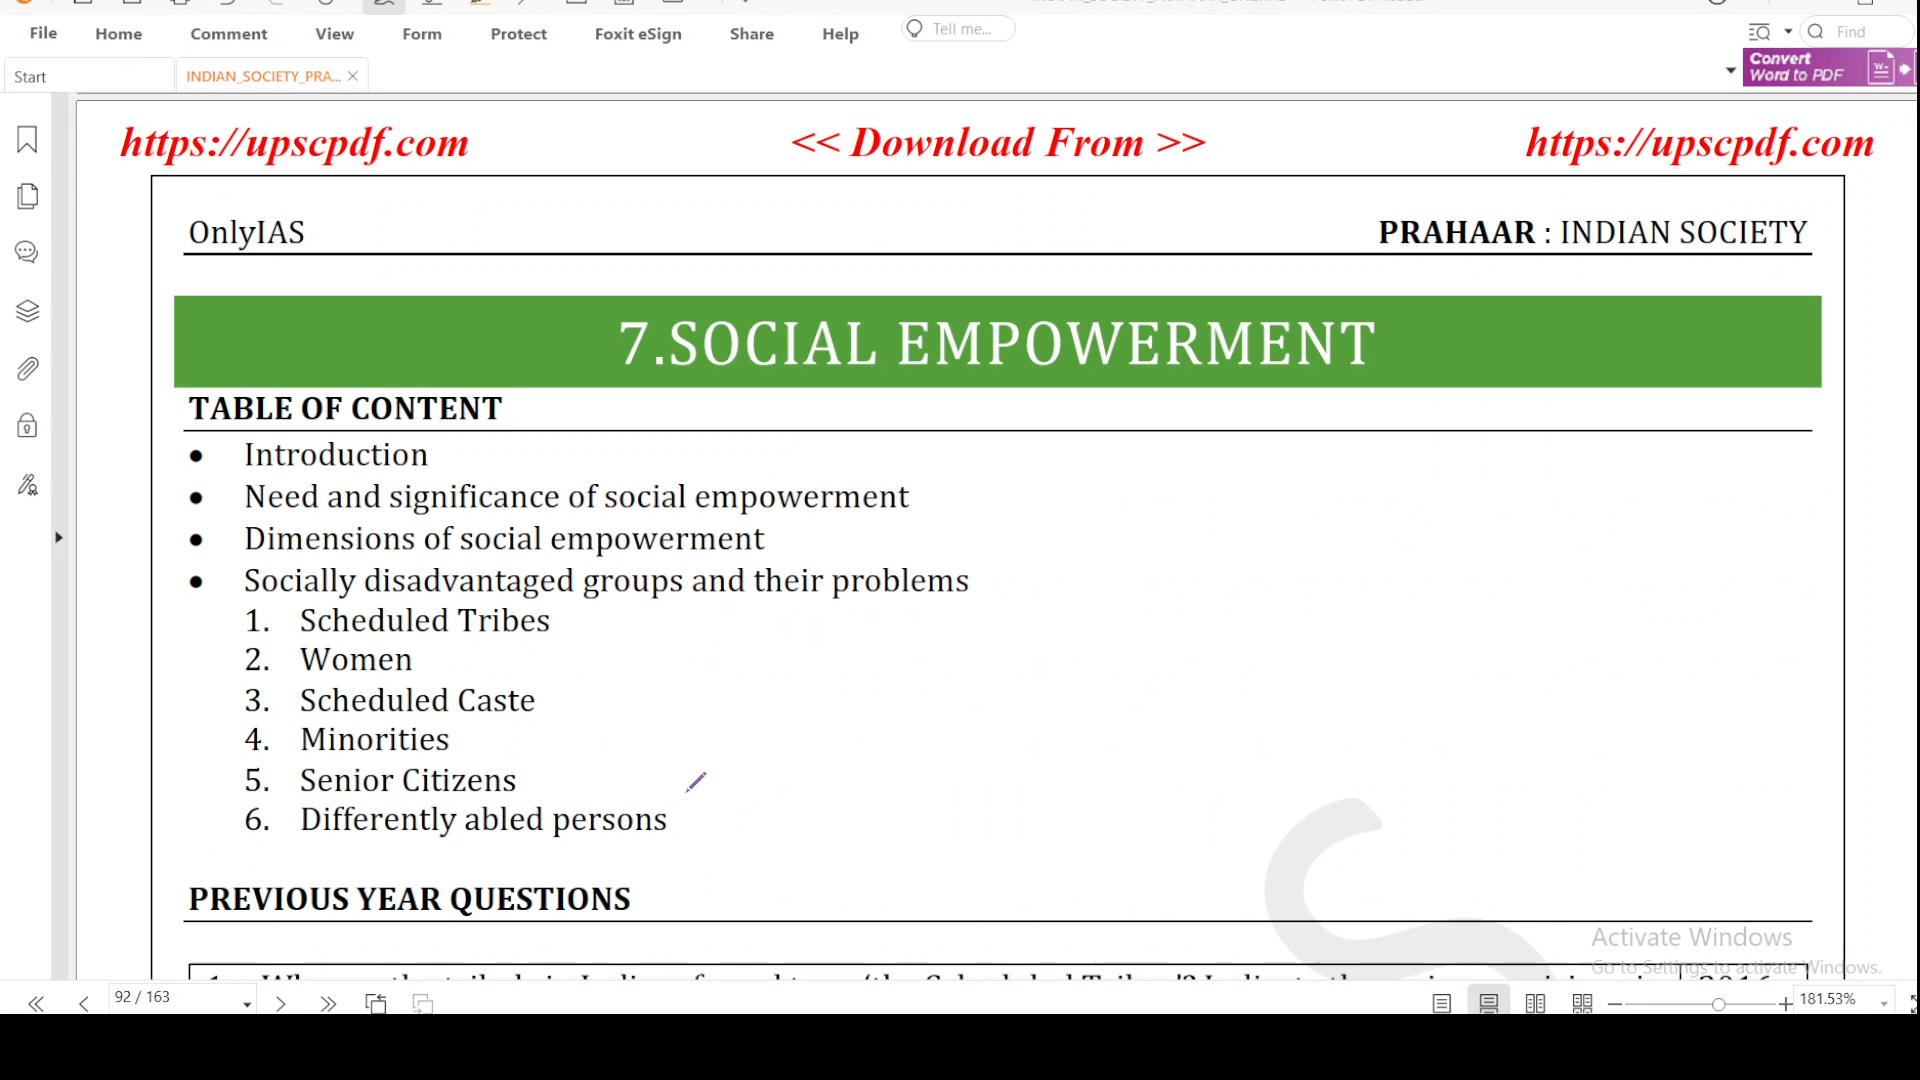 File Home Comment View Form Protect Foxit eSign Share Help Tell me... Find
Start INDIAN_SOCIETY_PRA... Convert
Word to PDF
https://upscpdf.com << Download From >> https://upscpdf.com
OnlyIAS PRAHAAR : INDIAN SOCIETY
7.SOCIAL EMPOWERMENT
TABLE OF CONTENT
• Introduction
• Need and significance of social empowerment
• Dimensions of social empowerment
• Socially disadvantaged groups and their problems
1. Scheduled Tribes
2. Women
3. Scheduled Caste
4. Minorities
5. Senior Citizens
6. Differently abled persons
PREVIOUS YEAR QUESTIONS
Activate Windows
Go to Settings to activate Windows.
92 / 163 181.53%